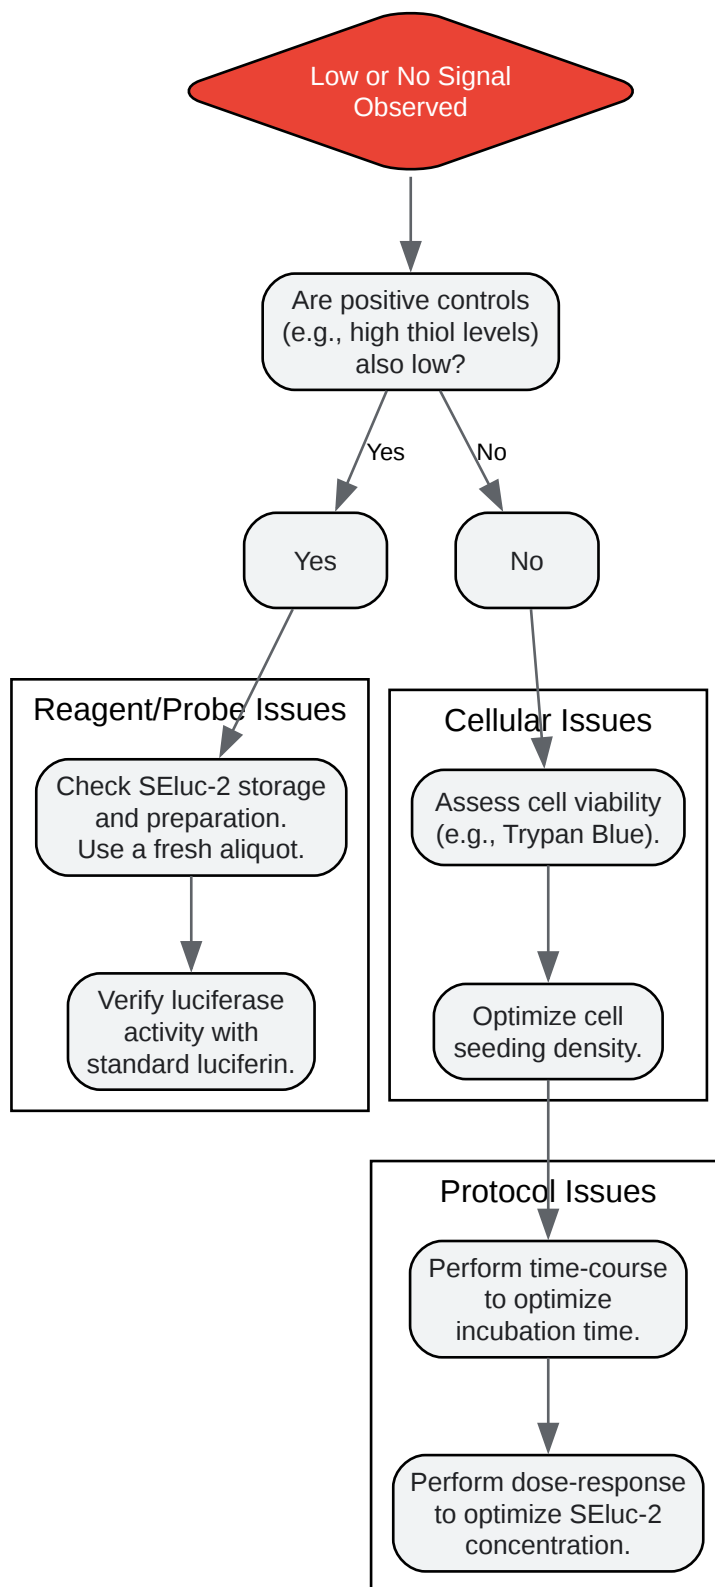 Low or No Signal
Observed
Are positive controls
(e.g., high thiol levels)
also low?
Yes
No
Yes
No
Reagent/Probe Issues
Check SEluc-2 storage
and preparation.
Use a fresh aliquot.
Verify luciferase
activity with
standard luciferin.
Cellular Issues
Assess cell viability
(e.g., Trypan Blue).
Optimize cell
seeding density.
Protocol Issues
Perform time-course
to optimize
incubation time.
Perform dose-response
to optimize SEluc-2
concentration.